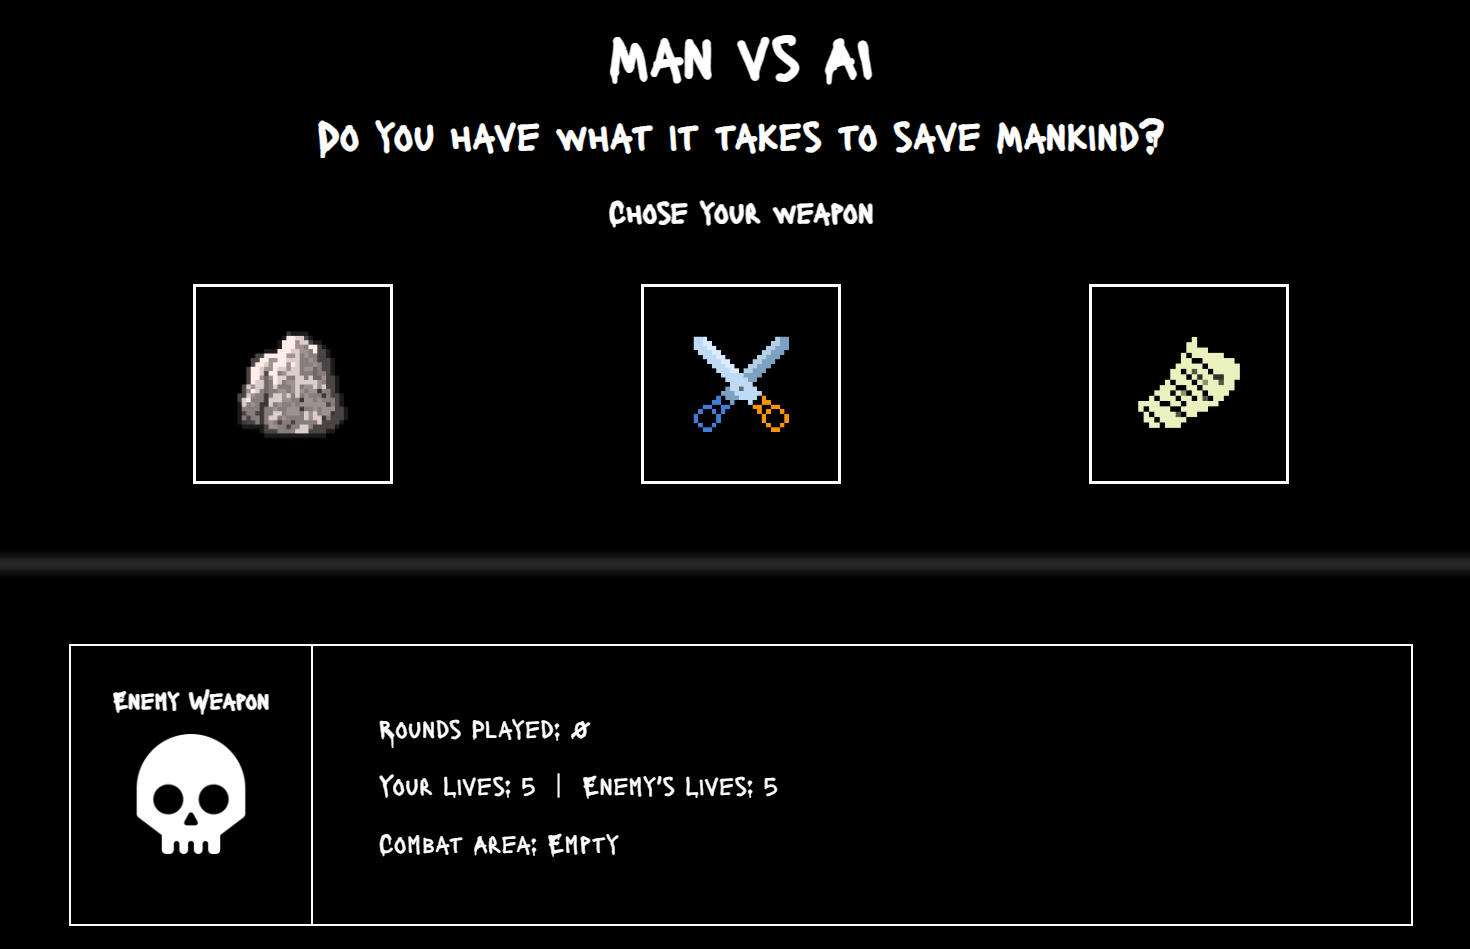 Man vs AI
Do you have what it takes to save mankind?
Chose your weapon
Enemy Weapon
Rounds played: 0
Your Lives: 5 | Enemy's Lives: 5
Combat area: Empty